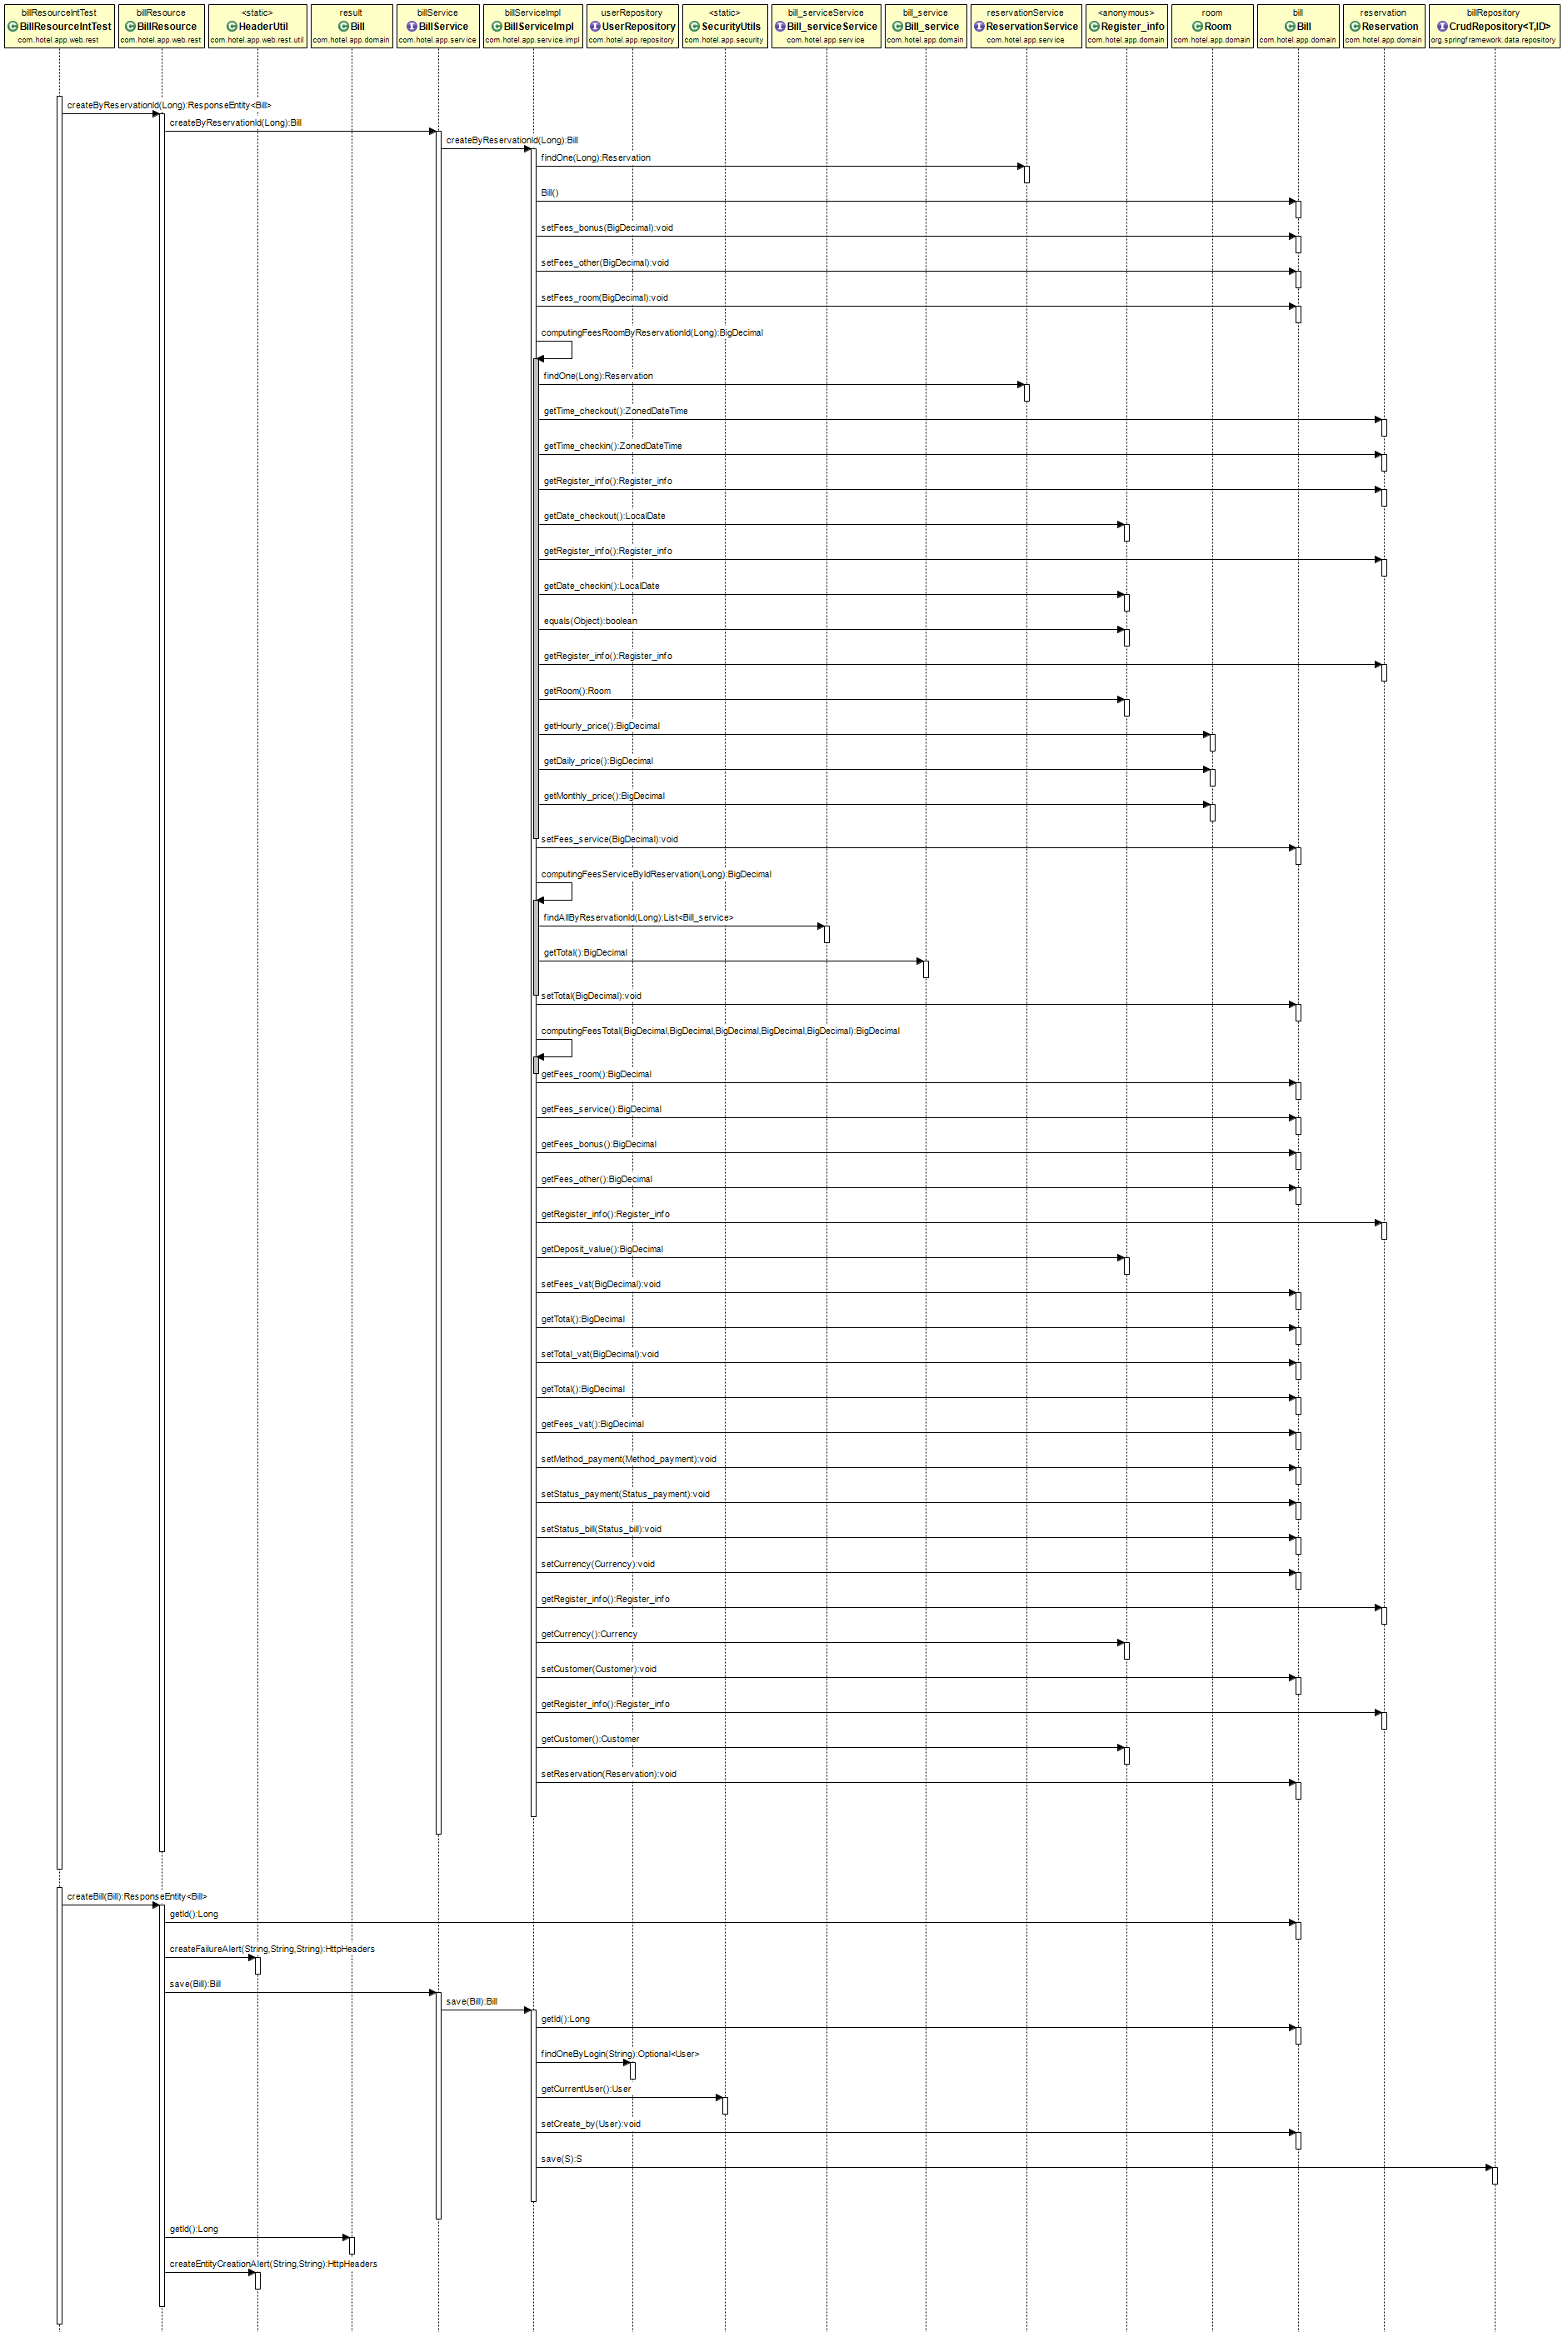 billResourceIntTest
BillResourceIntTest
com.hotel.app.web.rest
billResource
BillResource
com.hotel.app.web.rest
<static>
HeaderUtil
com.hotel.app.web.rest.util
result
Bill
com.hotel.app.domain
billService
BillService
com.hotel.app.service
billServiceImpl
BillServiceImpl
com.hotel.app.service.impl
userRepository
UserRepository
com.hotel.app.repository
<static>
SecurityUtils
com.hotel.app.security
bill_serviceService
Bill_serviceService
com.hotel.app.service
bill_service
Bill_service
com.hotel.app.domain
reservationService
ReservationService
com.hotel.app.service
<anonymous>
Register_info
com.hotel.app.domain
room
Room
com.hotel.app.domain
bill
Bill
com.hotel.app.domain
reservation
Reservation
com.hotel.app.domain
billRepository
CrudRepository<T,ID>
org.springframework.data.repository
createByReservationId(Long):ResponseEntity<Bill>
createByReservationId(Long):Bill
createByReservationId(Long):Bill
findOne(Long):Reservation
Bill()
setFees_bonus(BigDecimal):void
setFees_other(BigDecimal):void
setFees_room(BigDecimal):void
computingFeesRoomByReservationId(Long):BigDecimal
findOne(Long):Reservation
getTime_checkout():ZonedDateTime
getTime_checkin():ZonedDateTime
getRegister_info():Register_info
getDate_checkout():LocalDate
getRegister_info():Register_info
getDate_checkin():LocalDate
equals(Object):boolean
getRegister_info():Register_info
getRoom():Room
getHourly_price():BigDecimal
getDaily_price():BigDecimal
getMonthly_price():BigDecimal
setFees_service(BigDecimal):void
computingFeesServiceByIdReservation(Long):BigDecimal
findAllByReservationId(Long):List<Bill_service>
getTotal():BigDecimal
setTotal(BigDecimal):void
computingFeesTotal(BigDecimal,BigDecimal,BigDecimal,BigDecimal,BigDecimal):BigDecimal
getFees_room():BigDecimal
getFees_service():BigDecimal
getFees_bonus():BigDecimal
getFees_other():BigDecimal
getRegister_info():Register_info
getDeposit_value():BigDecimal
setFees_vat(BigDecimal):void
getTotal():BigDecimal
setTotal_vat(BigDecimal):void
getTotal():BigDecimal
getFees_vat():BigDecimal
setMethod_payment(Method_payment):void
setStatus_payment(Status_payment):void
setStatus_bill(Status_bill):void
setCurrency(Currency):void
getRegister_info():Register_info
getCurrency():Currency
setCustomer(Customer):void
getRegister_info():Register_info
getCustomer():Customer
setReservation(Reservation):void
createBill(Bill):ResponseEntity<Bill>
getId():Long
createFailureAlert(String,String,String):HttpHeaders
save(Bill):Bill
save(Bill):Bill
getId():Long
findOneByLogin(String):Optional<User>
getCurrentUser():User
setCreate_by(User):void
save(S):S
getId():Long
createEntityCreationAlert(String,String):HttpHeaders